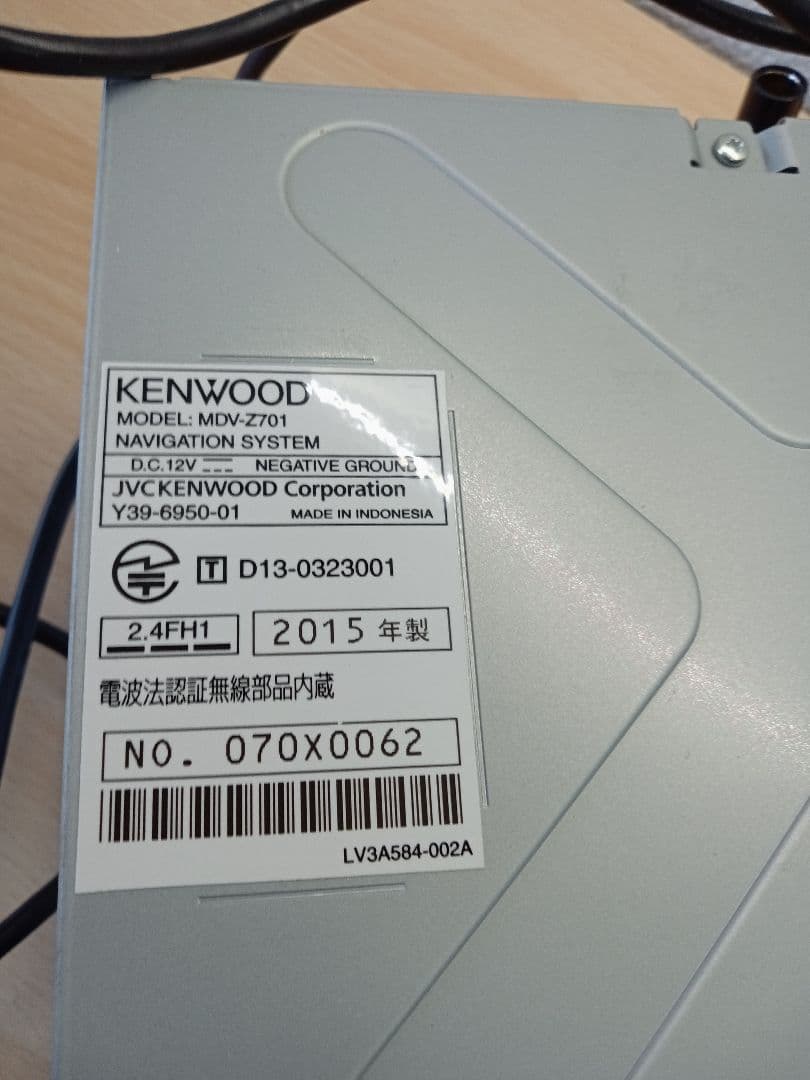 KENWOOD
MODEL: MDV-Z701
NAVIGATION SYSTEM
D.C.12V NEGATIVE GROUND
JVCKENWOOD Corporation
Y39-6950-01 MADE IN INDONESIA
T D13-0323001
2.4FH1 2015 年製
電波法認証無線部品内蔵
NO. 070X0062
LV3A584-002A